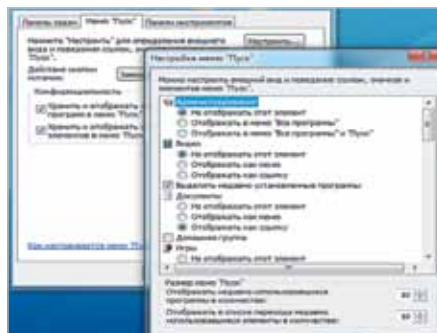 Панель задач Меню "Пуск" Панели инструментов
Нажмите "Настроить" для определения внешнего
вида и поведения ссылок,
"Пуск".
Настроить...
Действие кнопки
питания:
Конфиденциальность
Хранить и отображать
программ в меню "Пуск"
Хранить и отображать
элементов в меню "Пуск"
Как настраивается меню
Настройка меню "Пуск"
Можно настроить внешний вид и поведение ссылок, значков и
элементов меню "Пуск".
Администрирование
Не отображать этот элемент
Отображать в меню "Все программы"
Отображать в меню "Все программы" и "Пуск"
Видео
Не отображать этот элемент
Отображать как меню
Отображать как ссылку
Выделять недавно установленные программы
Документы
Не отображать этот элемент
Отображать как меню
Отображать как ссылку
Домашняя группа
Игры
Не отображать этот элемент
Размер меню "Пуск"
Отображать недавно использовавшиеся
программы в количестве:
Отображать в списке перехода недавно
использовавшиеся элементы в количестве: